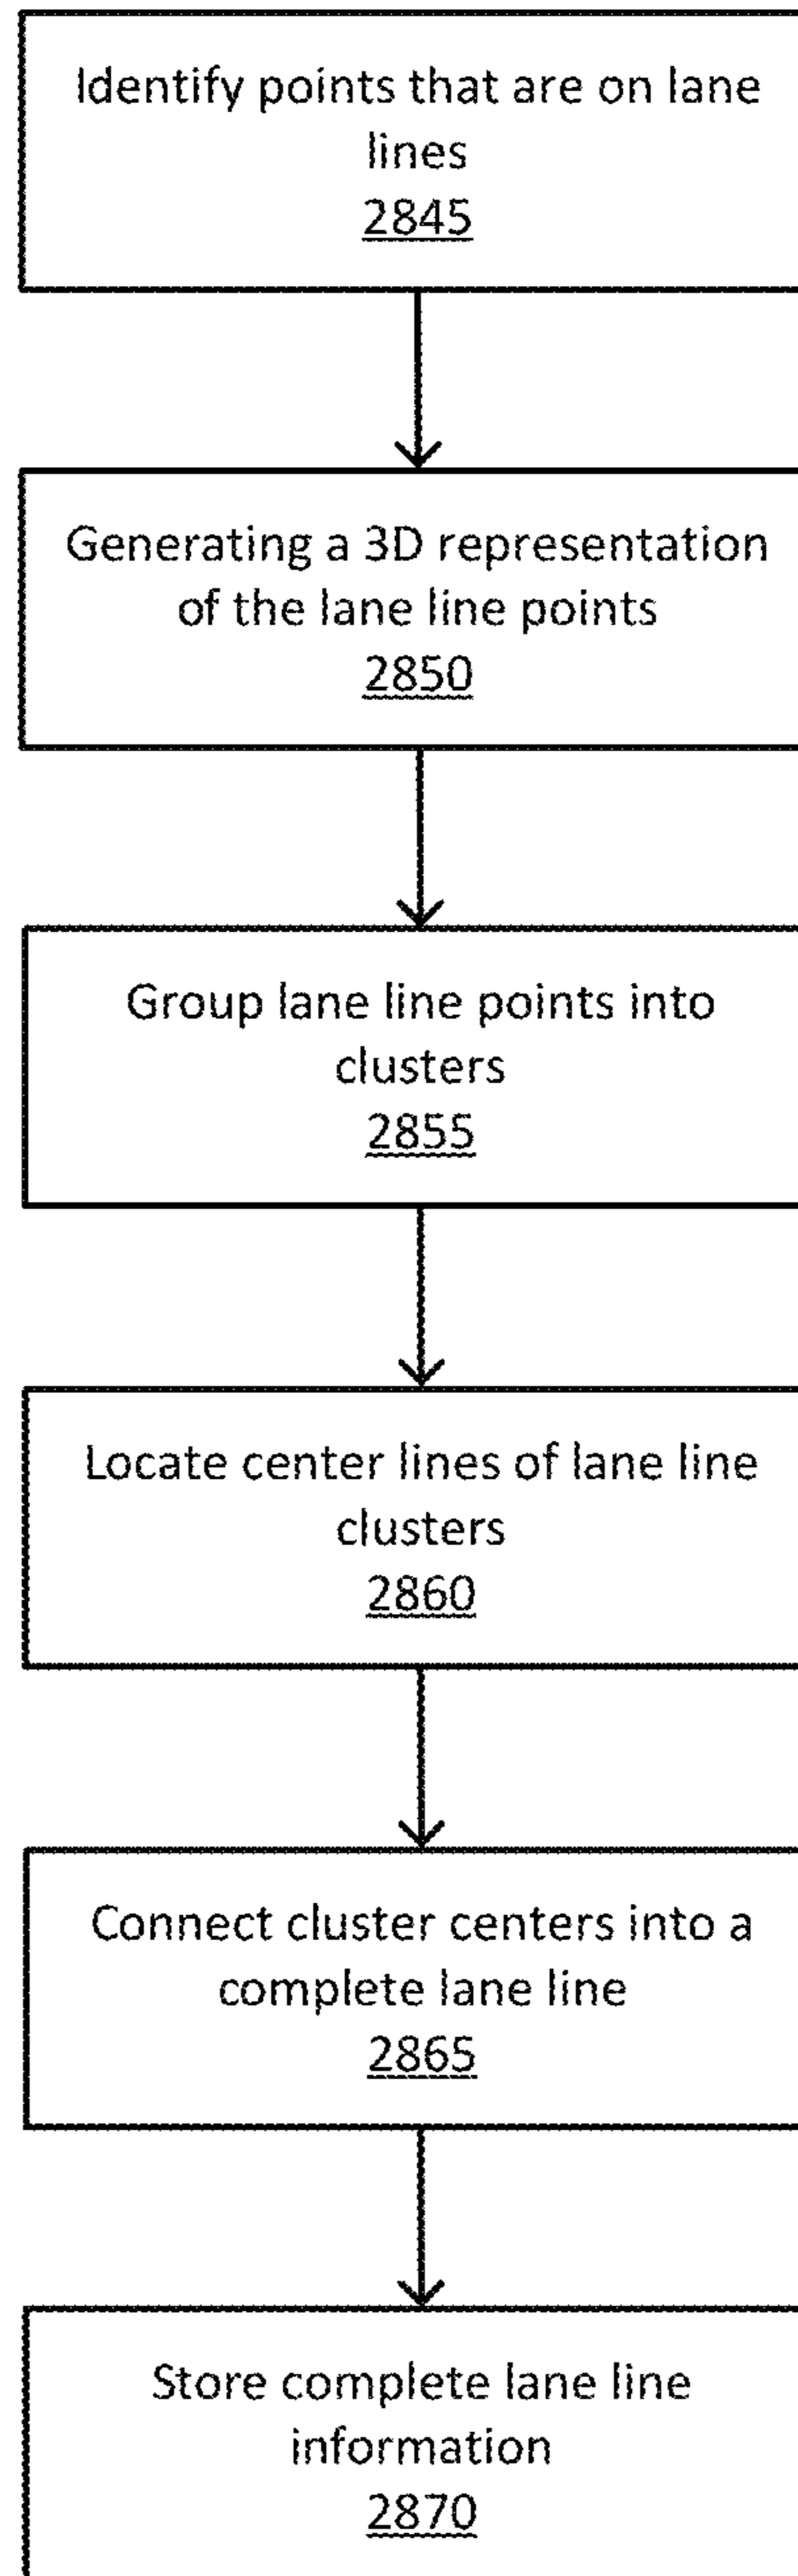 Identify points that are on lane
lines
2845
Generating a 3D representation
of the lane line points
2850
Group lane line points into
clusters
2855
Locate center lines of lane line
clusters
2860
Connect cluster centers into a
complete lane line
2865
Store complete lane line
information
2870